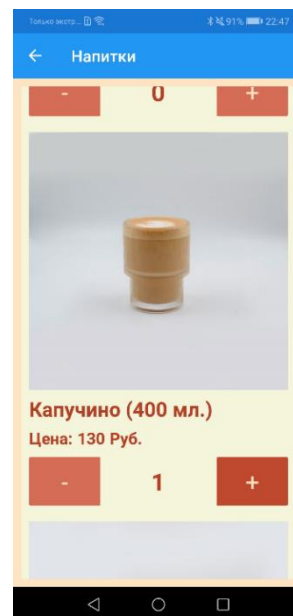 Только экстр... 91% 22:47
Напитки
- 0 +
Капучино (400 мл.)
Цена: 130 Руб.
- 1 +